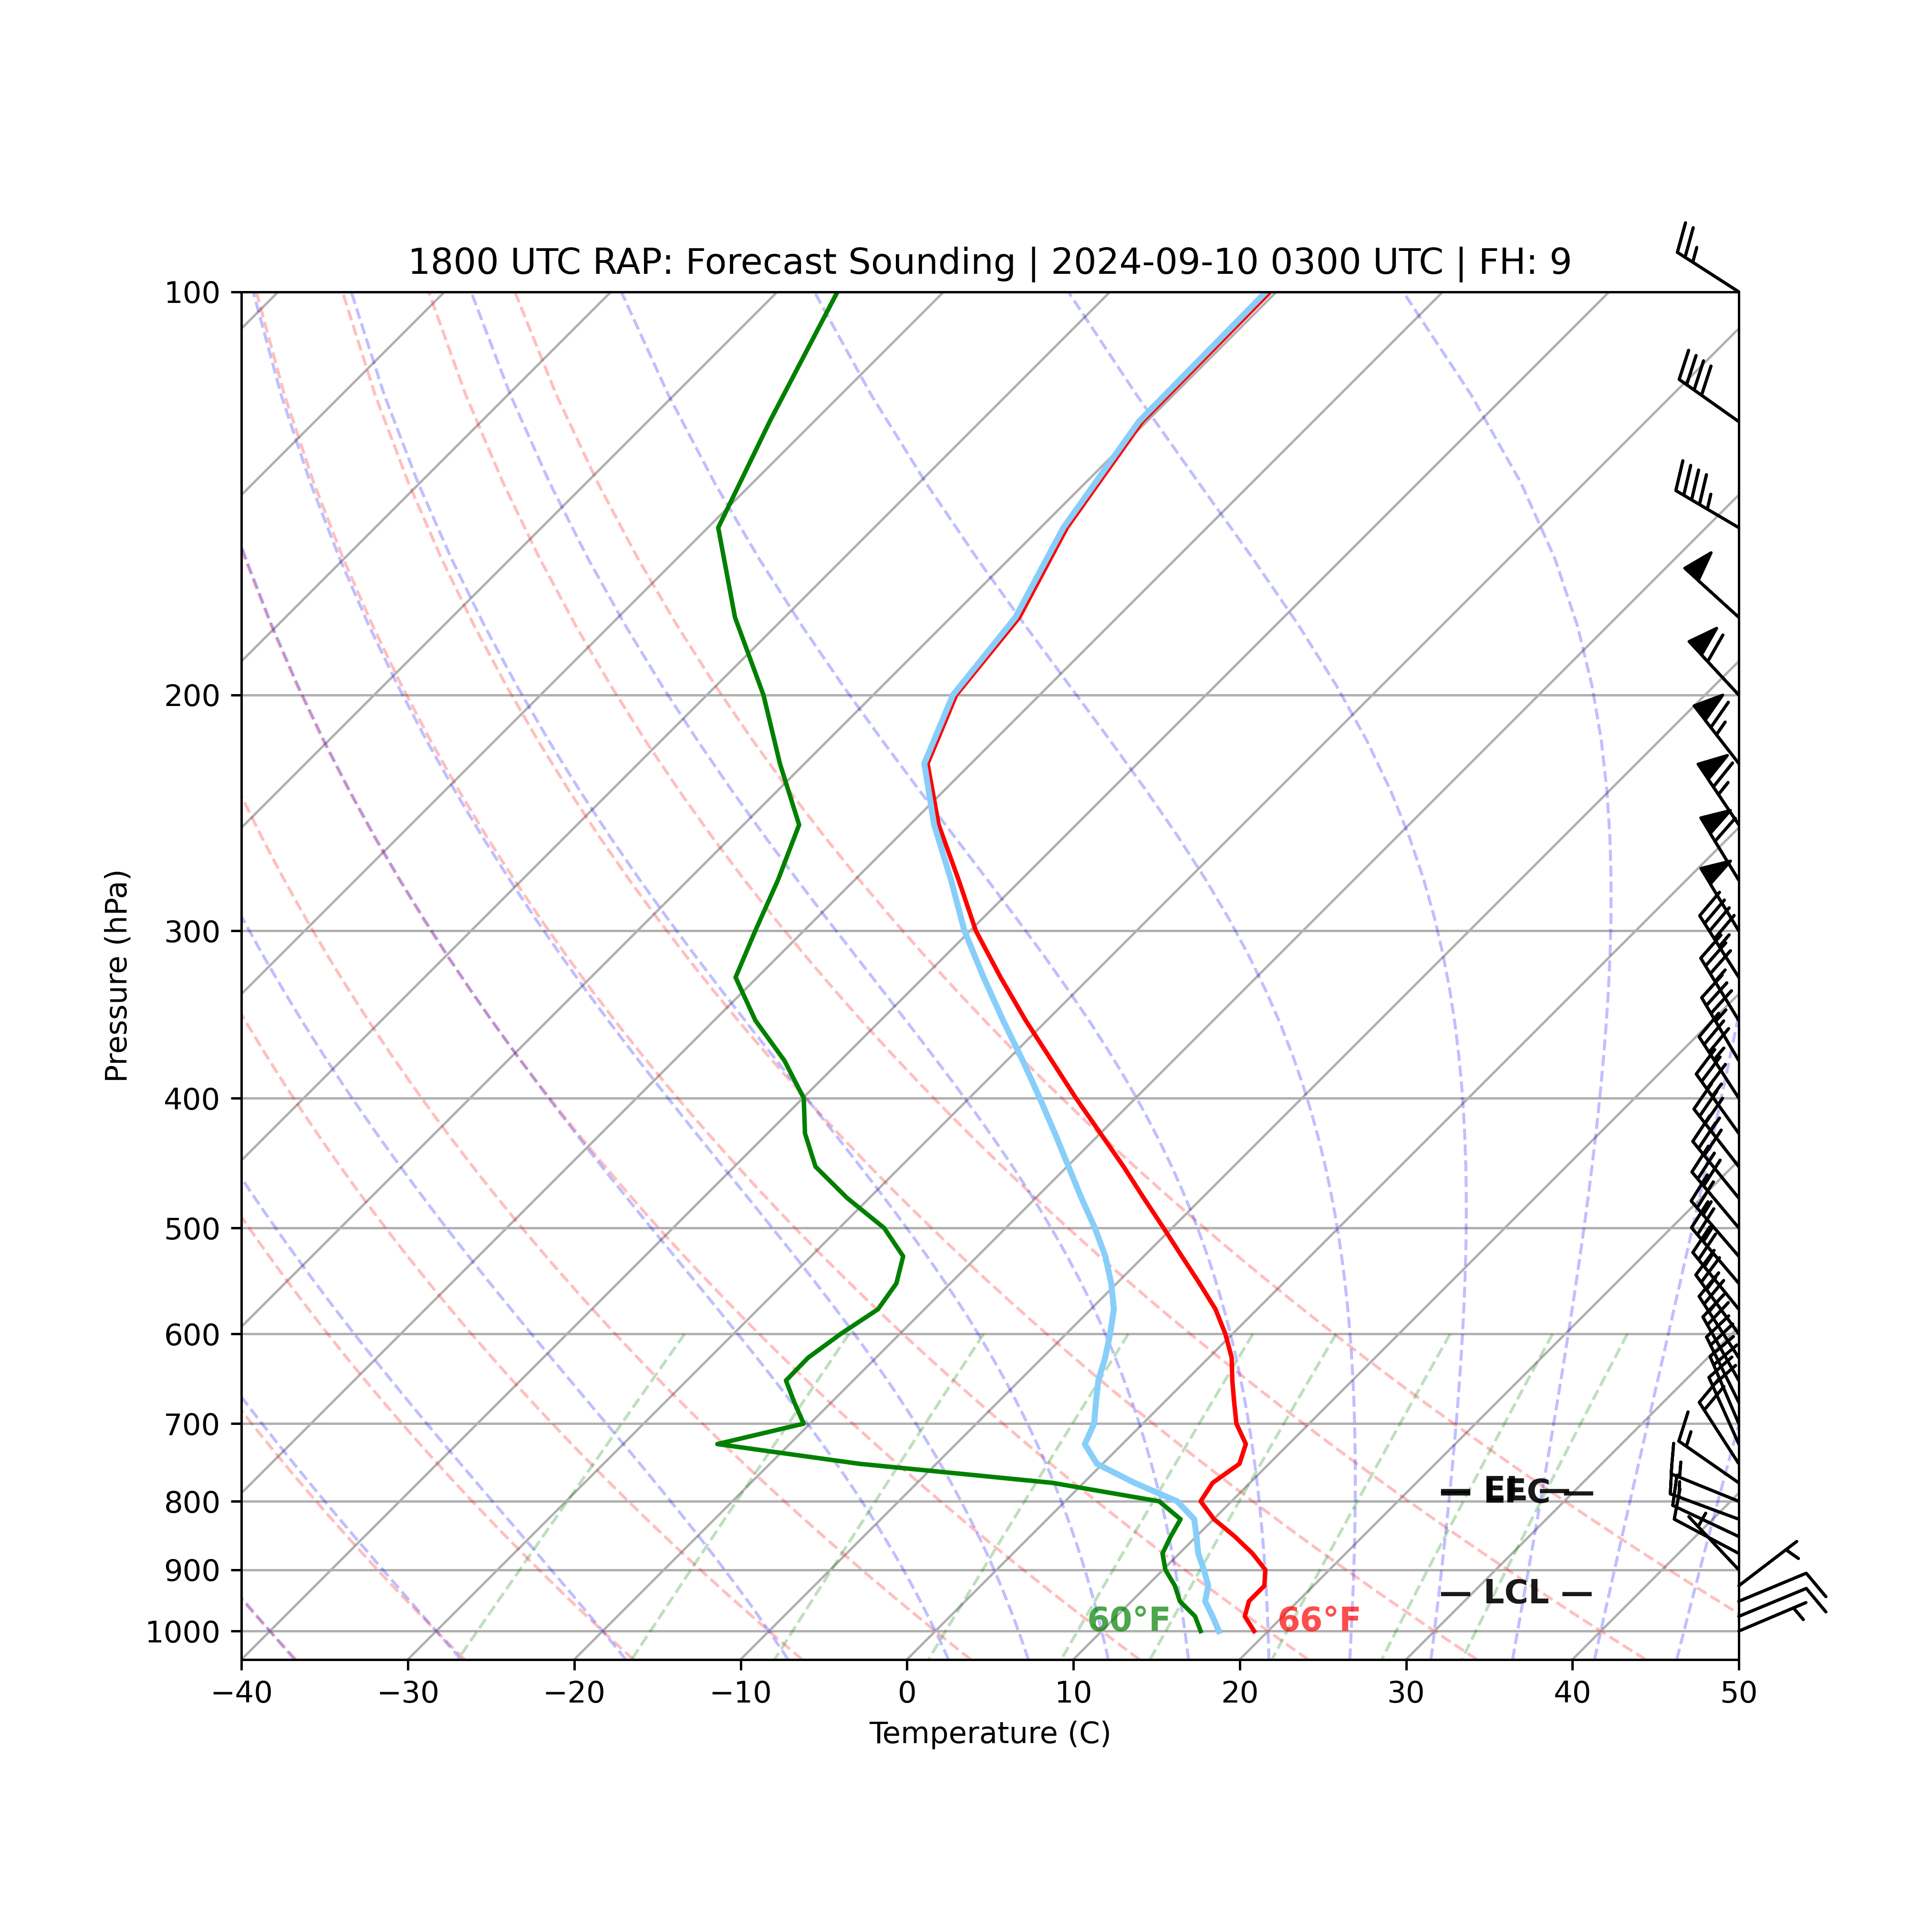 1800 UTC RAP: Forecast Sounding | 2024-09-10 0300 UTC | FH: 9
100
200
300
400
500
600
700
800
900
1000
Pressure (hPa)
— LCL —
60°F
66°F
−40 −30 −20 −10 0 10 20 30 40 50
Temperature (C)